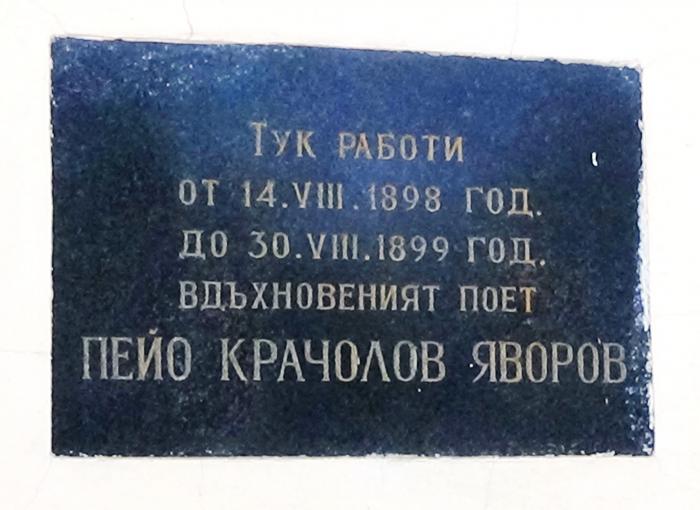 Тук работи
от 14.VIII.1898 год.
до 30.VIII.1899 год.
вдъхновеният поет
ПЕЙО КРАЧОЛОВ ЯВОРОВ